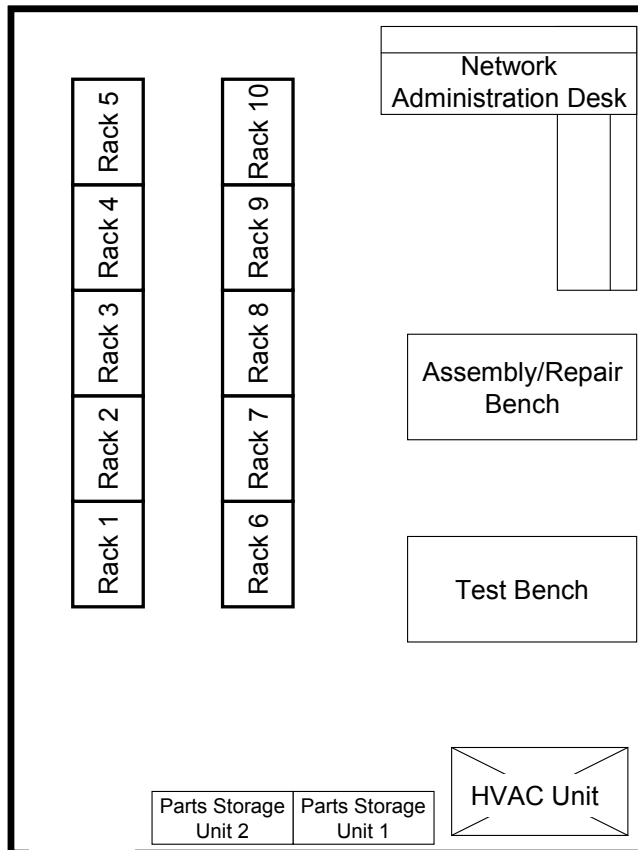 Network
Administration Desk
Rack 5
Rack 10
Rack 4
Rack 9
Rack 3
Rack 8
Assembly/Repair
Bench
Rack 2
Rack 7
Rack 1
Rack 6
Test Bench
HVAC Unit
Parts Storage
Unit 2
Parts Storage
Unit 1